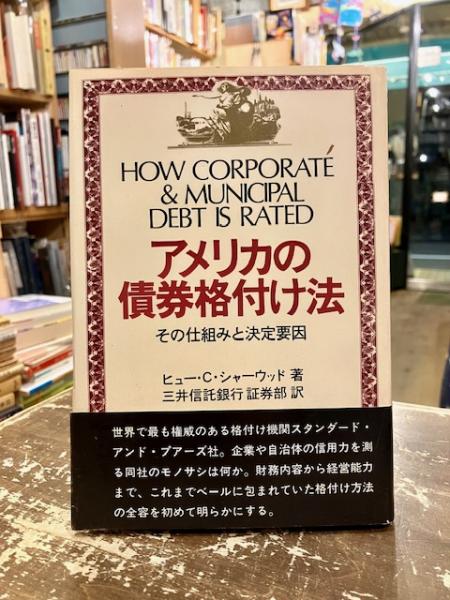 HOW CORPORATE
& MUNICIPAL
DEBT IS RATED
アメリカの
債券格付け法
その仕組みと決定要因
ヒュー・C・シャーウッド 著
三井信託銀行 証券部 訳
世界で最も権威のある格付け機関スタンダード・
アンド・プアーズ社。企業や自治体の信用力を測
る同社のモノサシは何か。財務内容から経営能力
まで、これまでベールに包まれていた格付け方法
の全容を初めて明らかにする。